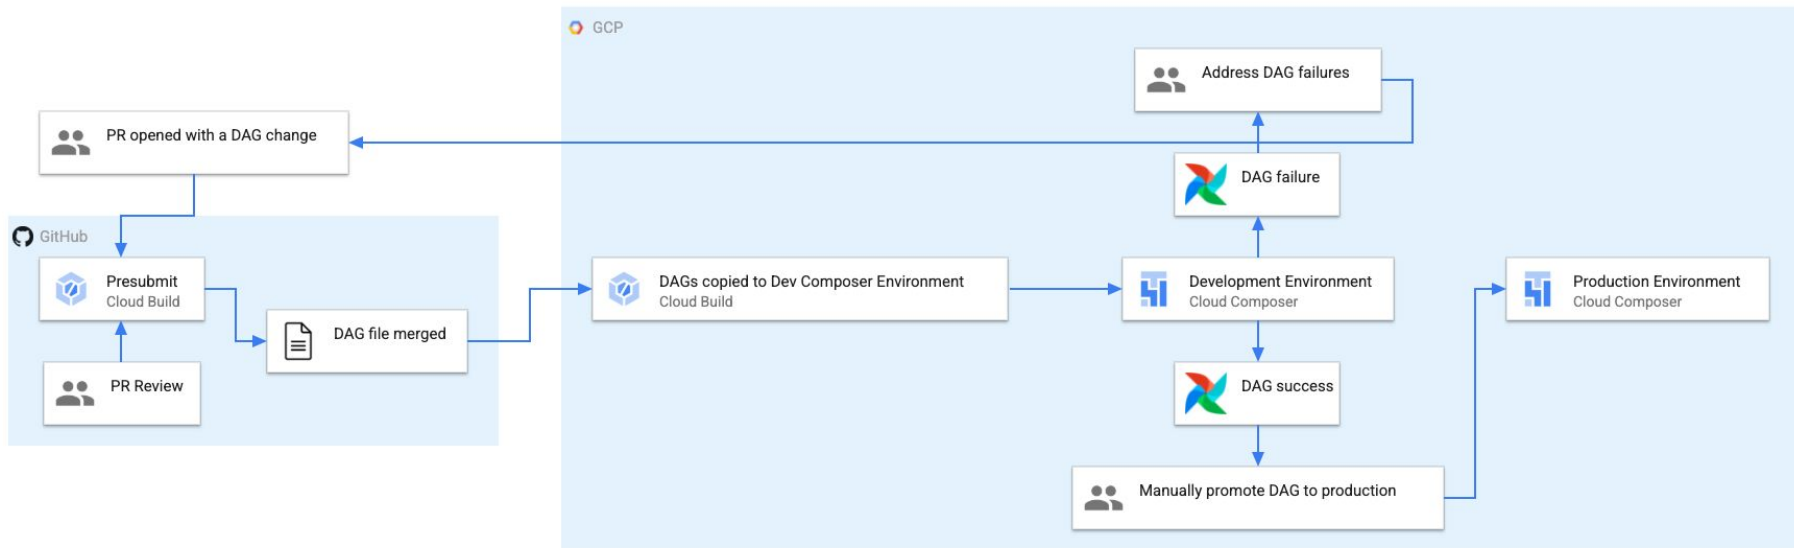 GCP
Address DAG failures
PR opened with a DAG change
DAG failure
GitHub
Presubmit
Cloud Build
DAGs copied to Dev Composer Environment
Cloud Build
Development Environment
Cloud Composer
Production Environment
Cloud Composer
DAG file merged
PR Review
DAG success
Manually promote DAG to production